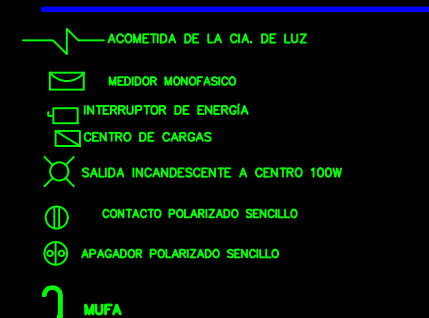 ACOMETIDA DE LA CIA. DE LUZ
MEDIDOR MONOFASICO
INTERRUPTOR DE ENERGÍA
CENTRO DE CARGAS
SALIDA INCANDESCENTE A CENTRO 100W
CONTACTO POLARIZADO SENCILLO
APAGADOR POLARIZADO SENCILLO
MUFA